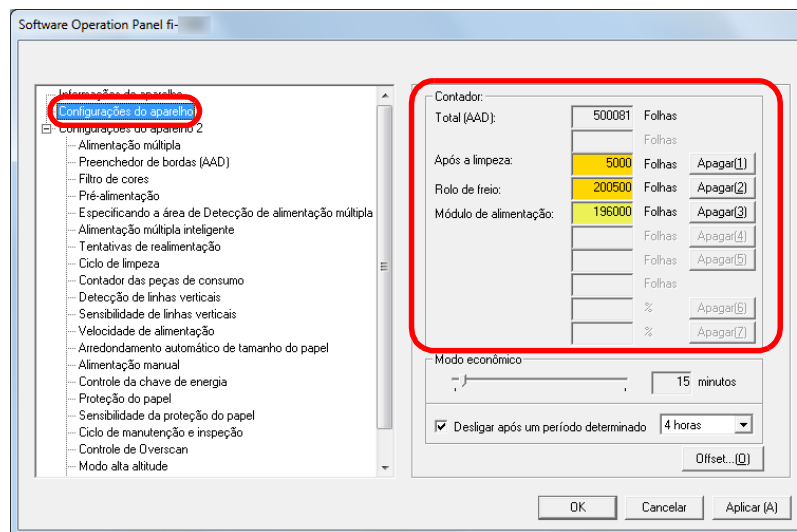 Software Operation Panel fi-
Informações do aparelho
Configurações do aparelho
Configurações do aparelho 2
Alimentação múltipla
Preenchedor de bordas (AAD)
Filtro de cores
Pré-alimentação
Especificando a área de Detecção de alimentação múltipla
Alimentação múltipla inteligente
Tentativas de realimentação
Ciclo de limpeza
Contador das peças de consumo
Detecção de linhas verticais
Sensibilidade de linhas verticais
Velocidade de alimentação
Arredondamento automático de tamanho do papel
Alimentação manual
Controle da chave de energia
Proteção do papel
Sensibilidade da proteção do papel
Ciclo de manutenção e inspeção
Controle de Overscan
Modo alta altitude
Contador:
Total (AAD): 500081 Folhas
Folhas
Após a limpeza: 5000 Folhas Apagar(1)
Rolo de freio: 200500 Folhas Apagar(2)
Módulo de alimentação: 196000 Folhas Apagar(3)
Folhas Apagar(4)
Folhas Apagar(5)
Folhas
% Apagar(6)
% Apagar(7)
Modo econômico
15 minutos
Desligar após um período determinado 4 horas
Offset...(O)
OK Cancelar Aplicar (A)